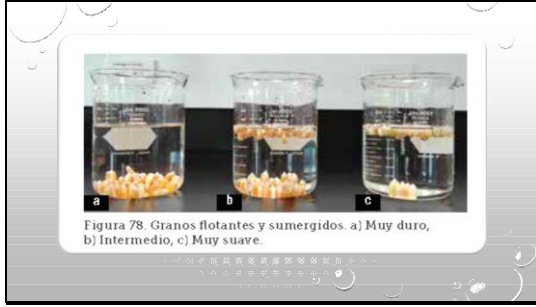 a
b
c
Figura 78. Granos flotantes y sumergidos. a) Muy duro,
b) Intermedio, c) Muy suave.